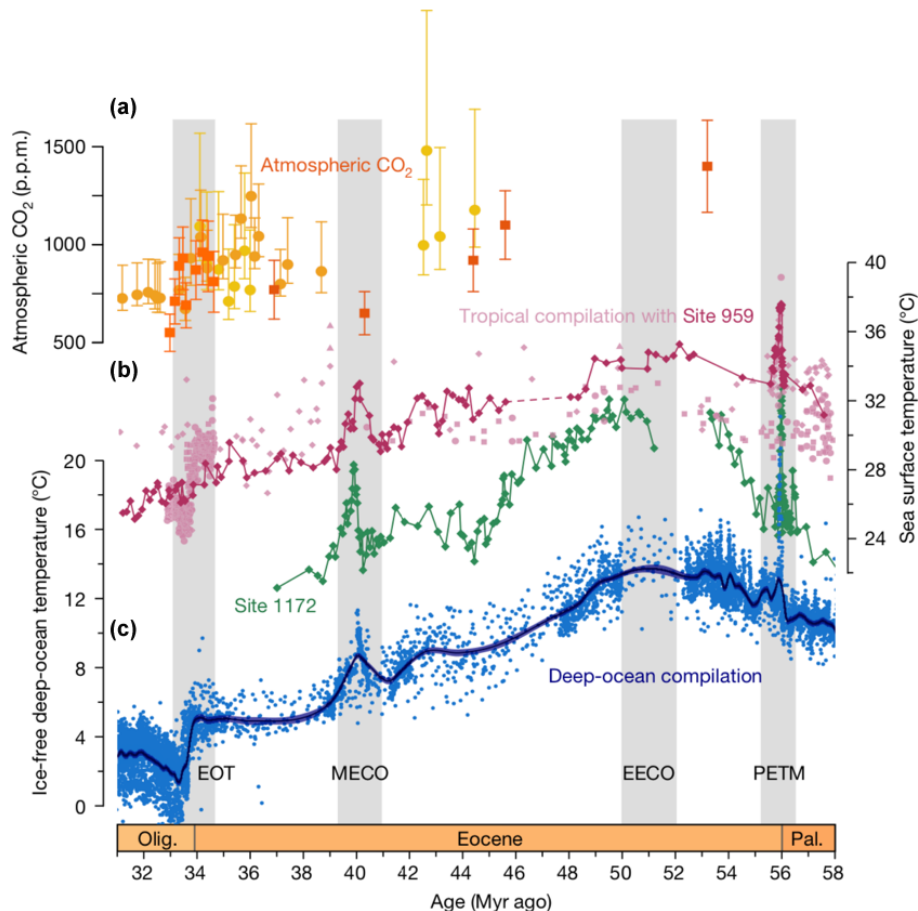 (a)
1500
1000
500
Atmospheric CO2 (p.p.m.)
Atmospheric CO2
Tropical compilation with Site 959
40
36
32
28
24
Sea surface temperature (°C)
(b)
20
16
12
8
4
0
Ice-free deep-ocean temperature (°C)
Site 1172
(c)
Deep-ocean compilation
EOT MECO EECO PETM
Olig. Eocene Pal.
32 34 36 38 40 42 44 46 48 50 52 54 56 58
Age (Myr ago)